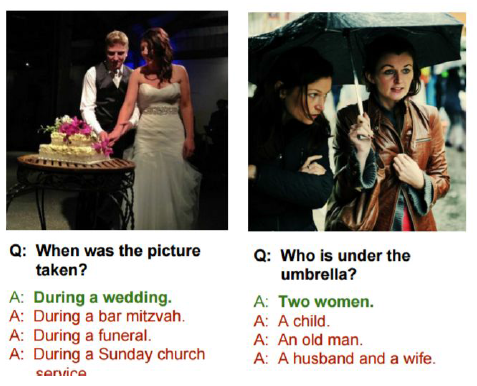 Q: When was the picture
taken?
A: During a wedding.
A: During a bar mitzvah.
A: During a funeral.
A: During a Sunday church
service.
Q: Who is under the
umbrella?
A: Two women.
A: A child.
A: An old man.
A: A husband and a wife.